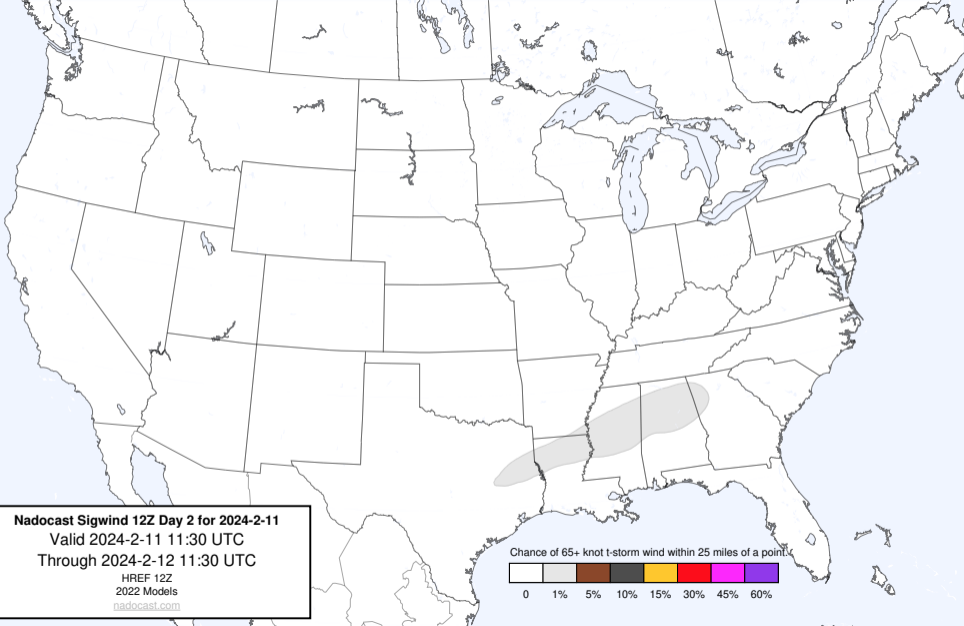 Nadocast Sigwind 12Z Day 2 for 2024-2-11
Valid 2024-2-11 11:30 UTC
Through 2024-2-12 11:30 UTC
HREF 12Z
2022 Models
nadocast.com
Chance of 65+ knot t-storm wind within 25 miles of a point.
0 1% 5% 10% 15% 30% 45% 60%